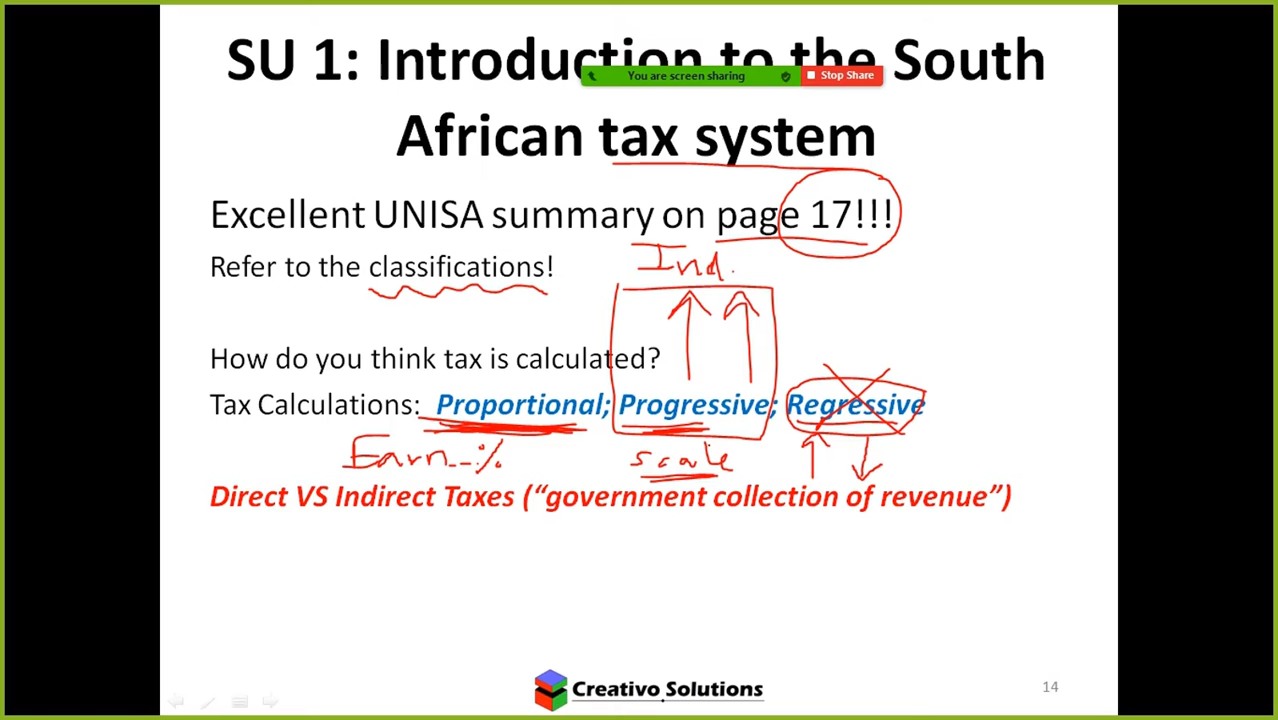 SU 1: Introduction to the South
You are screen sharing
Stop Share
African tax system
Excellent UNISA summary on page 17!!!
Refer to the classifications!
Ind.
How do you think tax is calculated?
Tax Calculations: Proportional; Progressive; Regressive
Earn -- % scale
Direct VS Indirect Taxes (“government collection of revenue”)
Creativo Solutions
14